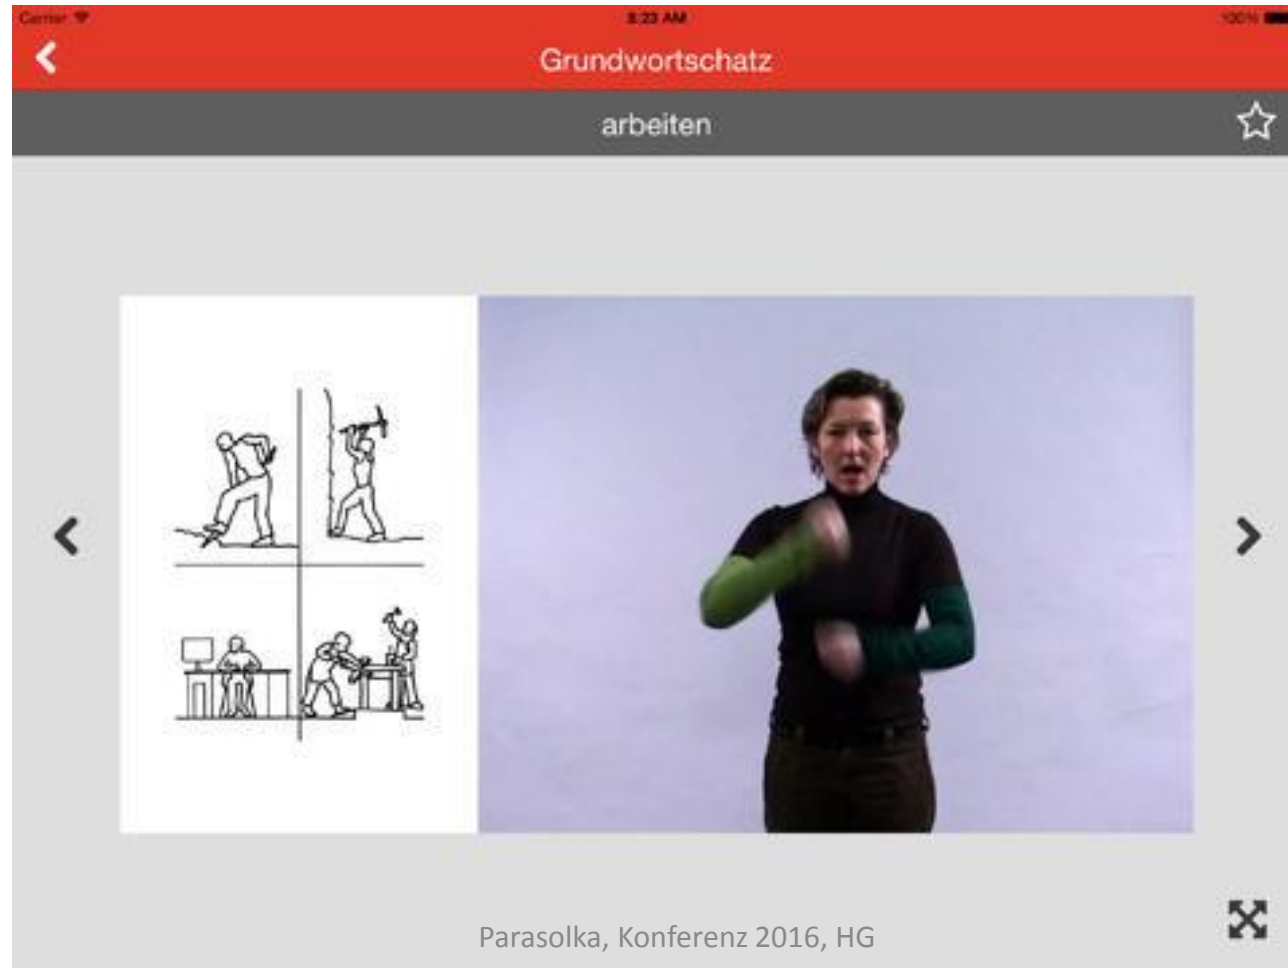 Carrier
8:23 AM
100%
Grundwortschatz
arbeiten
Parasolka, Konferenz 2016, HG